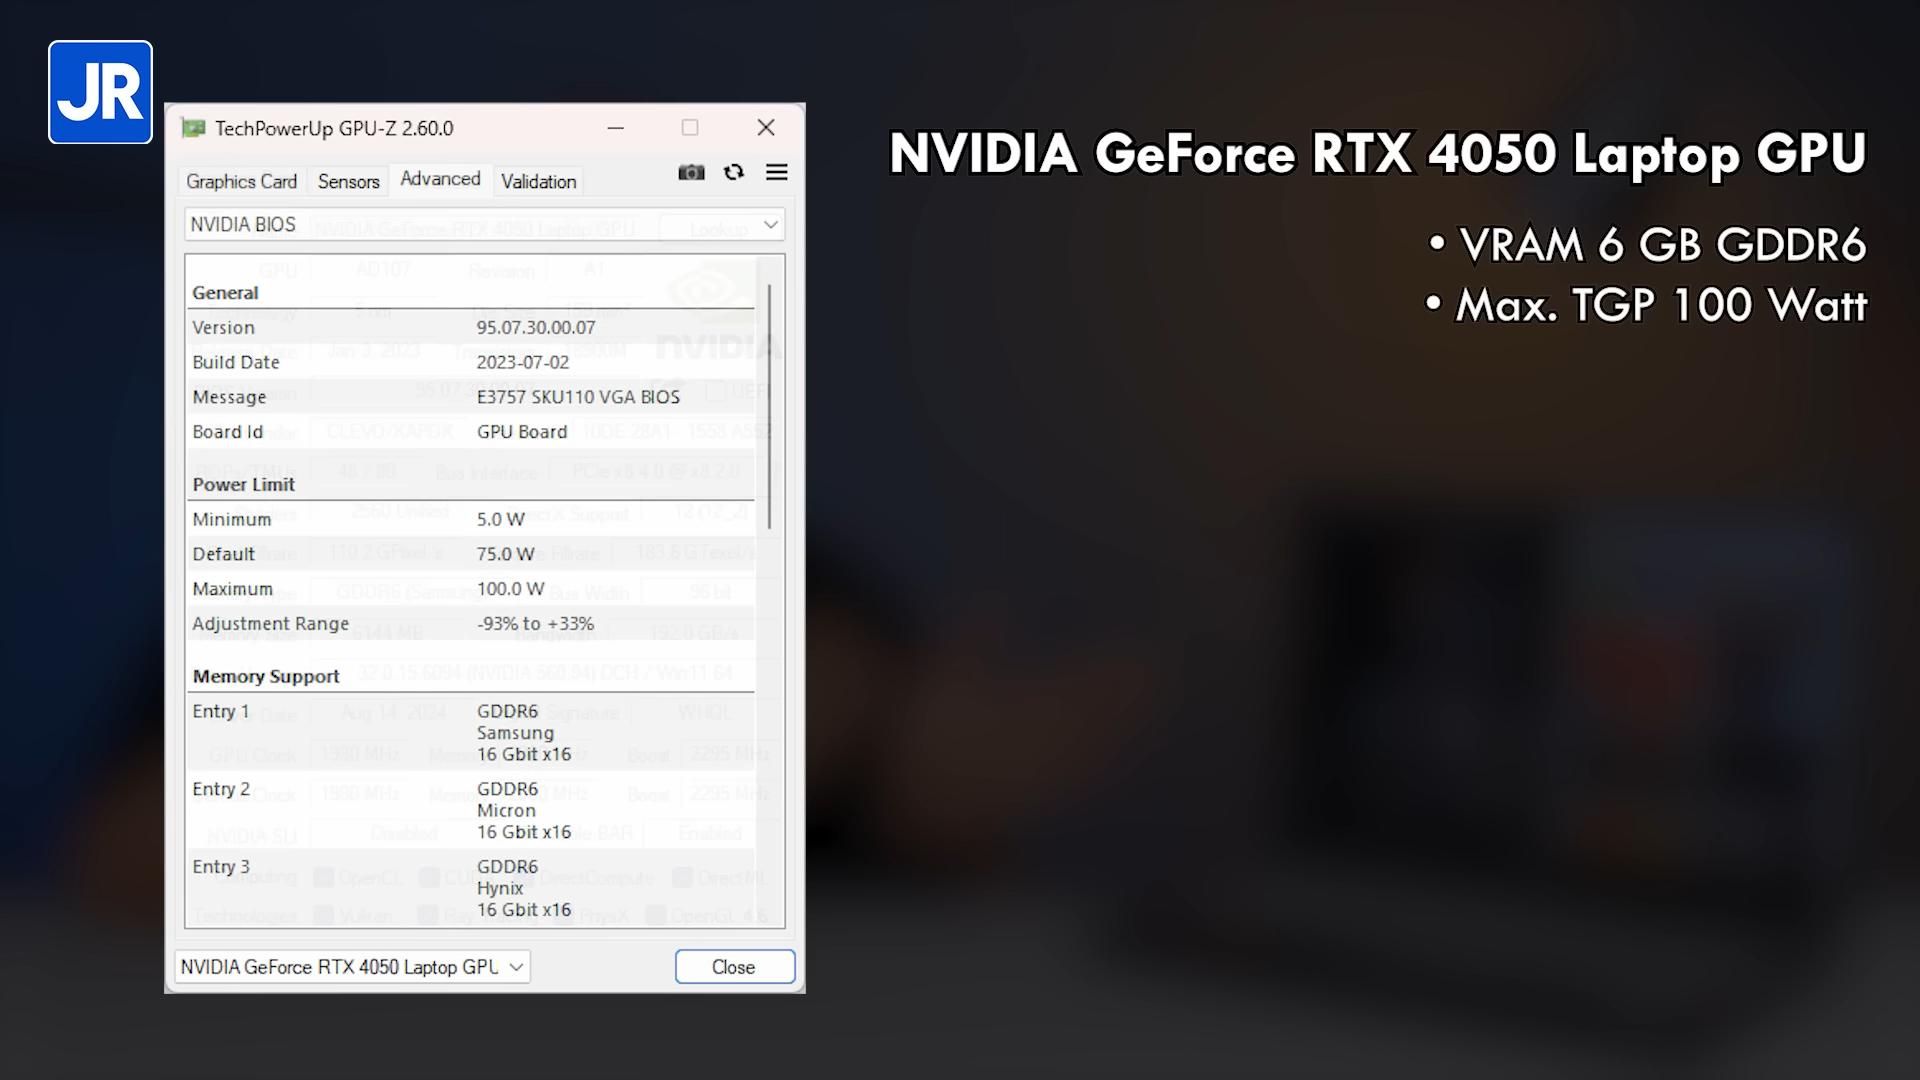 JR
TechPowerUp GPU-Z 2.60.0
NVIDIA GeForce RTX 4050 Laptop GPU
• VRAM 6 GB GDDR6
• Max. TGP 100 Watt
Graphics Card Sensors Advanced Validation
NVIDIA BIOS
General
Version 95.07.30.00.07
Build Date 2023-07-02
Message E3757 SKU110 VGA BIOS
Board Id GPU Board
Power Limit
Minimum 5.0 W
Default 75.0 W
Maximum 100.0 W
Adjustment Range -93% to +33%
Memory Support
Entry 1 GDDR6
Samsung
16 Gbit x16
Entry 2 GDDR6
Micron
16 Gbit x16
Entry 3 GDDR6
Hynix
16 Gbit x16
NVIDIA GeForce RTX 4050 Laptop GPU
Close